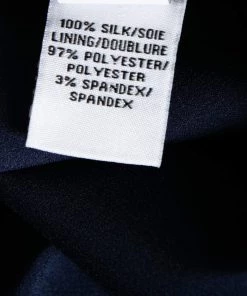 100% SILK/SOIE
LINING/DOUBLURE
97% POLYESTER/
POLYESTER
3% SPANDEX/
SPANDEX